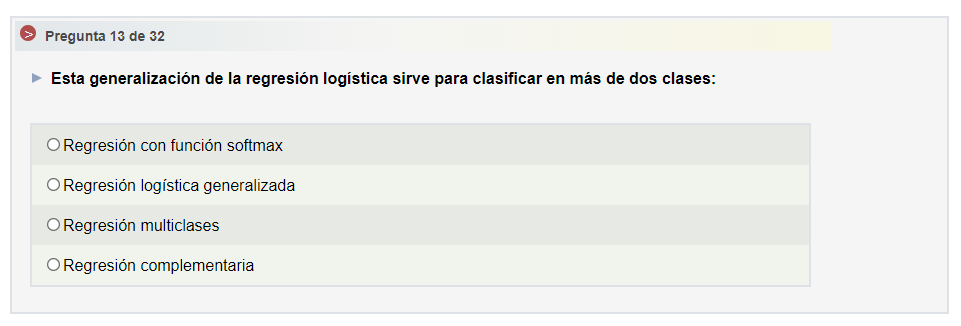 Pregunta 13 de 32
Esta generalización de la regresión logística sirve para clasificar en más de dos clases:
Regresión con función softmax
Regresión logística generalizada
Regresión multiclases
Regresión complementaria